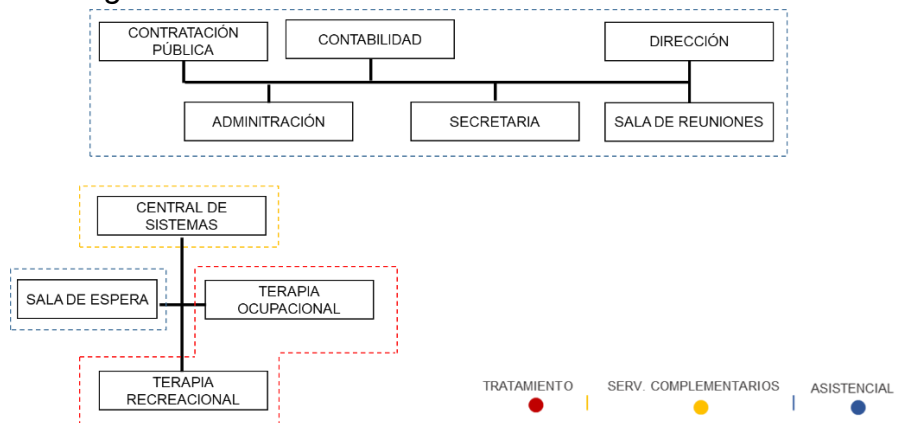 CONTRATACIÓN
PÚBLICA
CONTABILIDAD
DIRECCIÓN
ADMINITRACIÓN
SECRETARIA
SALA DE REUNIONES
CENTRAL DE
SISTEMAS
SALA DE ESPERA
TERAPIA
OCUPACIONAL
TERAPIA
RECREACIONAL
TRATAMIENTO
SERV. COMPLEMENTARIOS
ASISTENCIAL